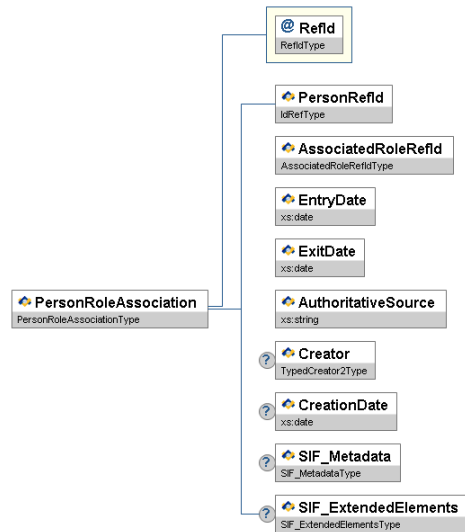 @ RefId
RefIdType
PersonRefId
IdRefType
AssociatedRoleRefId
AssociatedRoleRefIdType
EntryDate
xs:date
ExitDate
xs:date
PersonRoleAssociation
PersonRoleAssociationType
AuthoritativeSource
xs:string
? Creator
TypedCreator2Type
? CreationDate
xs:date
? SIF_Metadata
SIF_MetadataType
? SIF_ExtendedElements
SIF_ExtendedElementsType